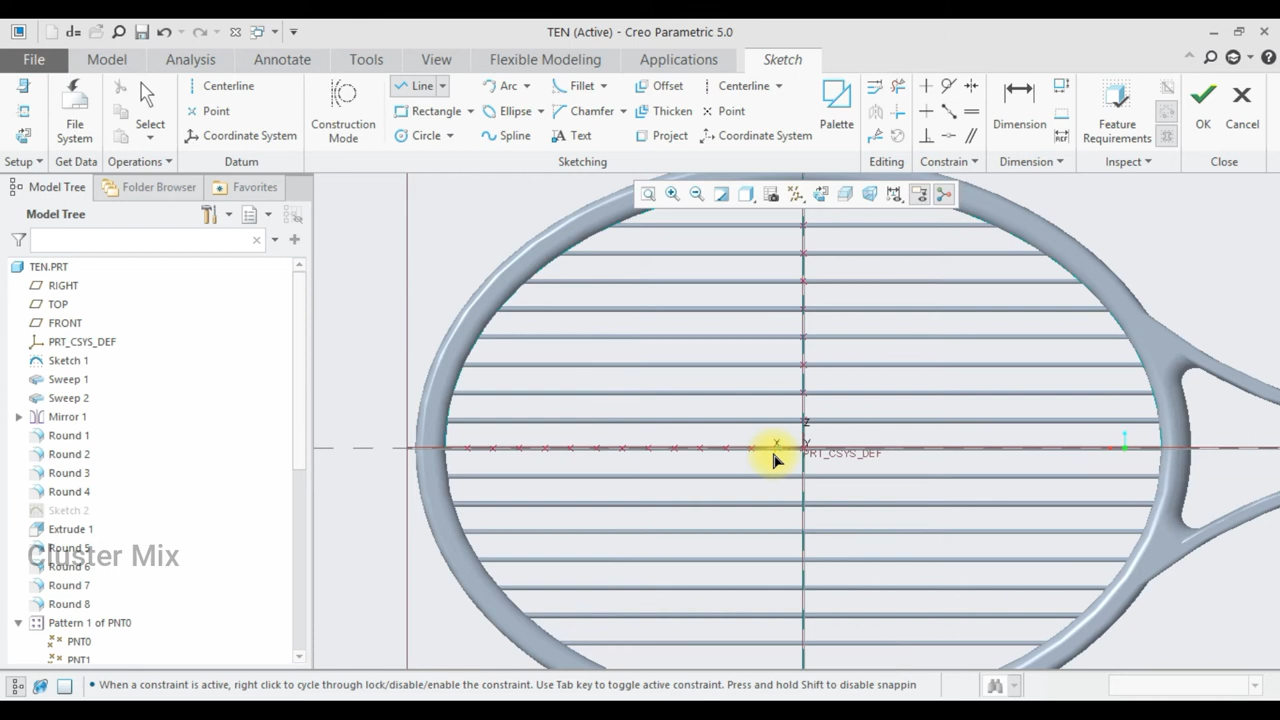 TEN (Active) - Creo Parametric 5.0
File Model Analysis Annotate Tools View Flexible Modeling Applications Sketch
Centerline Line Arc Fillet Offset Centerline
Point Rectangle Ellipse Chamfer Thicken Point
Coordinate System Circle Spline Text Project Coordinate System
File System Select Construction Mode Palette Dimension Feature Requirements OK Cancel
Setup Get Data Operations Datum Sketching Editing Constrain Dimension Inspect Close
Model Tree Folder Browser Favorites
Model Tree
TEN.PRT
RIGHT
TOP
FRONT
PRT_CSYS_DEF
Sketch 1
Sweep 1
Sweep 2
Mirror 1
Round 1
Round 2
Round 3
Round 4
Sketch 2
Extrude 1
Round 5
Cluster Mix
Round 6
Round 7
Round 8
Pattern 1 of PNT0
PNT0
PNT1
Z
X Y
PRT_CSYS_DEF
When a constraint is active, right click to cycle through lock/disable/enable the constraint. Use Tab key to toggle active constraint. Press and hold Shift to disable snappin